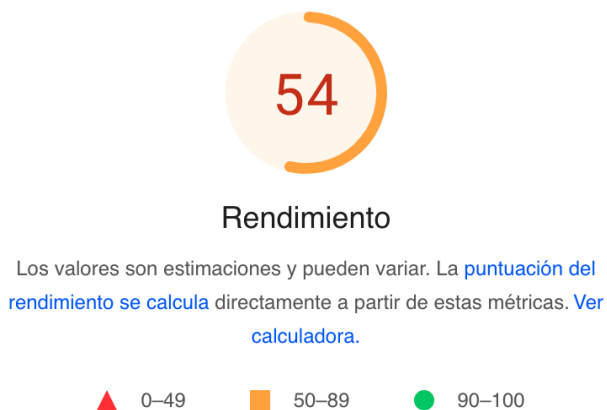 54
Rendimiento
Los valores son estimaciones y pueden variar. La puntuación del
rendimiento se calcula directamente a partir de estas métricas. Ver
calculadora.
0–49 50–89 90–100